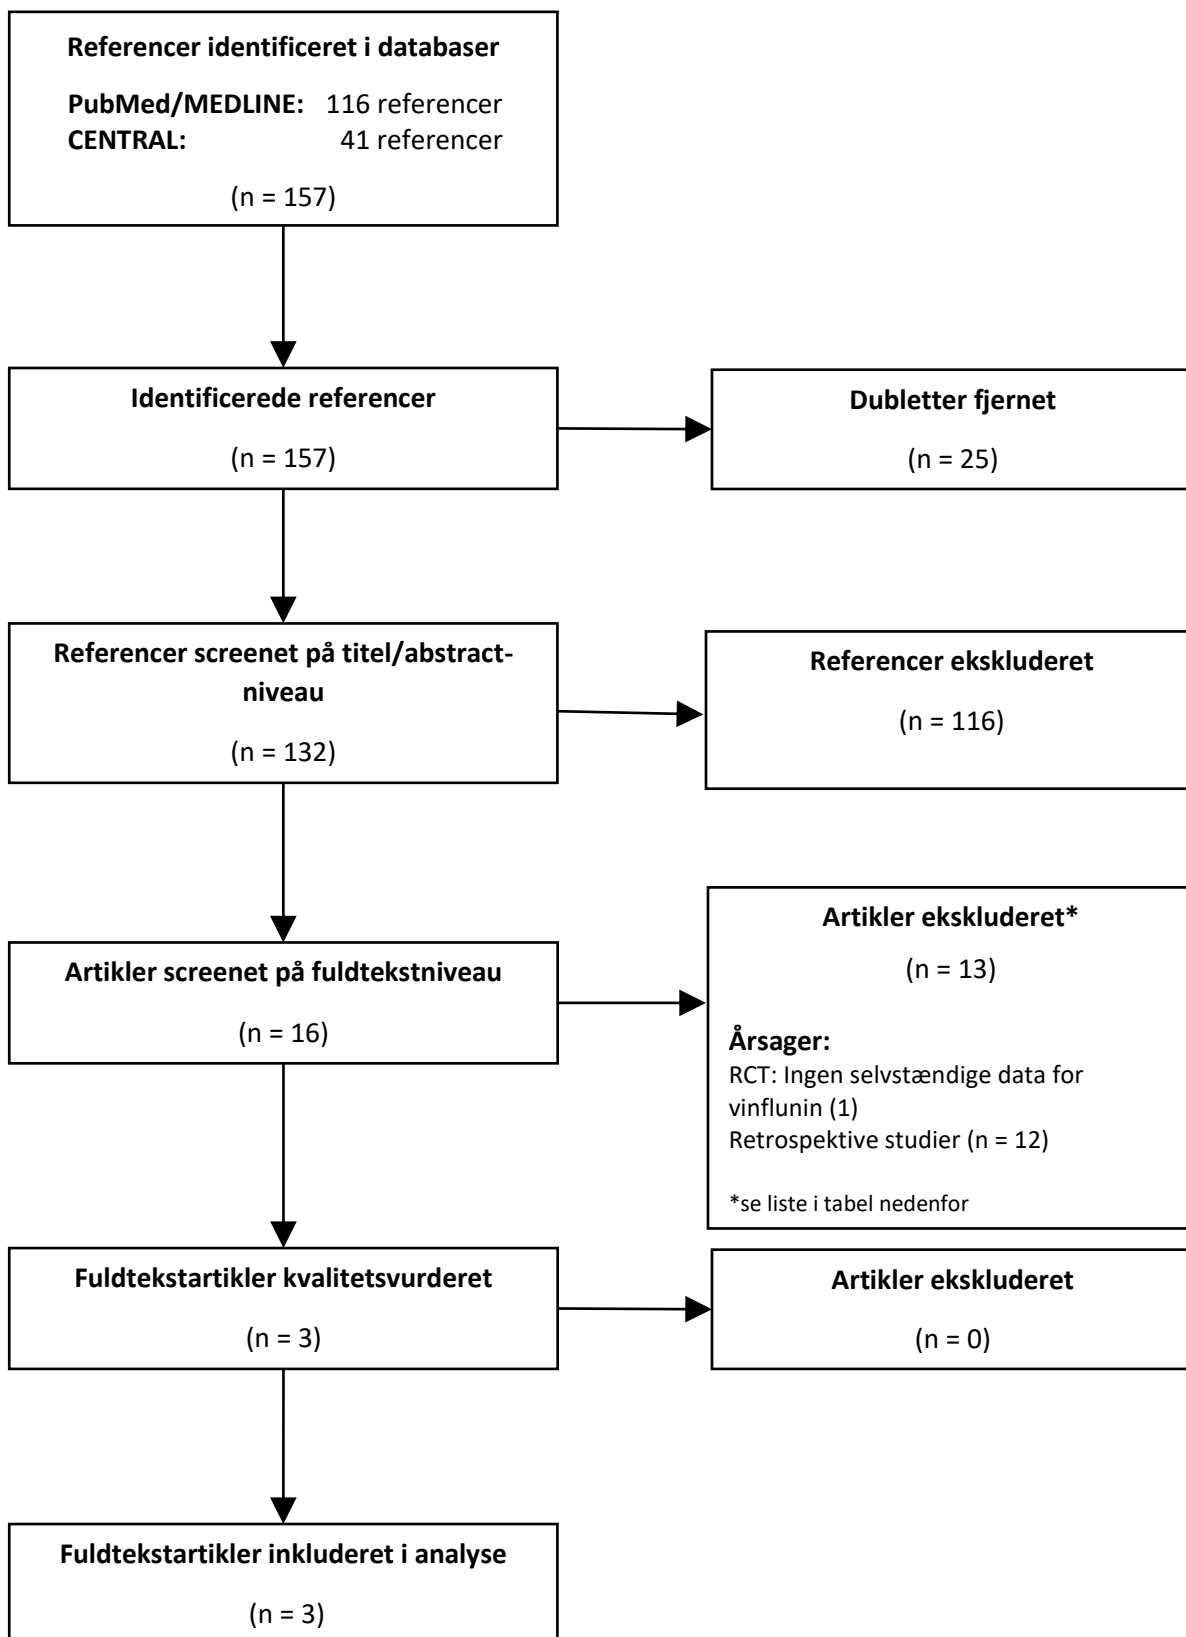 Referencer identificeret i databaser
PubMed/MEDLINE: 116 referencer
CENTRAL: 41 referencer
(n = 157)
Identificerede referencer
(n = 157)
Dubletter fjernet
(n = 25)
Referencer screenet på titel/abstract-
niveau
(n = 132)
Referencer ekskluderet
(n = 116)
Artikler screenet på fuldtekstniveau
(n = 16)
Artikler ekskluderet*
(n = 13)
Årsager:
RCT: Ingen selvstændige data for
vinflunin (1)
Retrospektive studier (n = 12)
*se liste i tabel nedenfor
Fuldtekstartikler kvalitetsvurderet
(n = 3)
Artikler ekskluderet
(n = 0)
Fuldtekstartikler inkluderet i analyse
(n = 3)